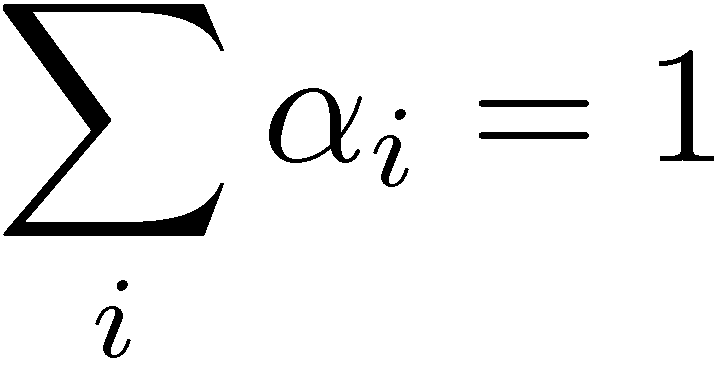 ∑_i α_i = 1